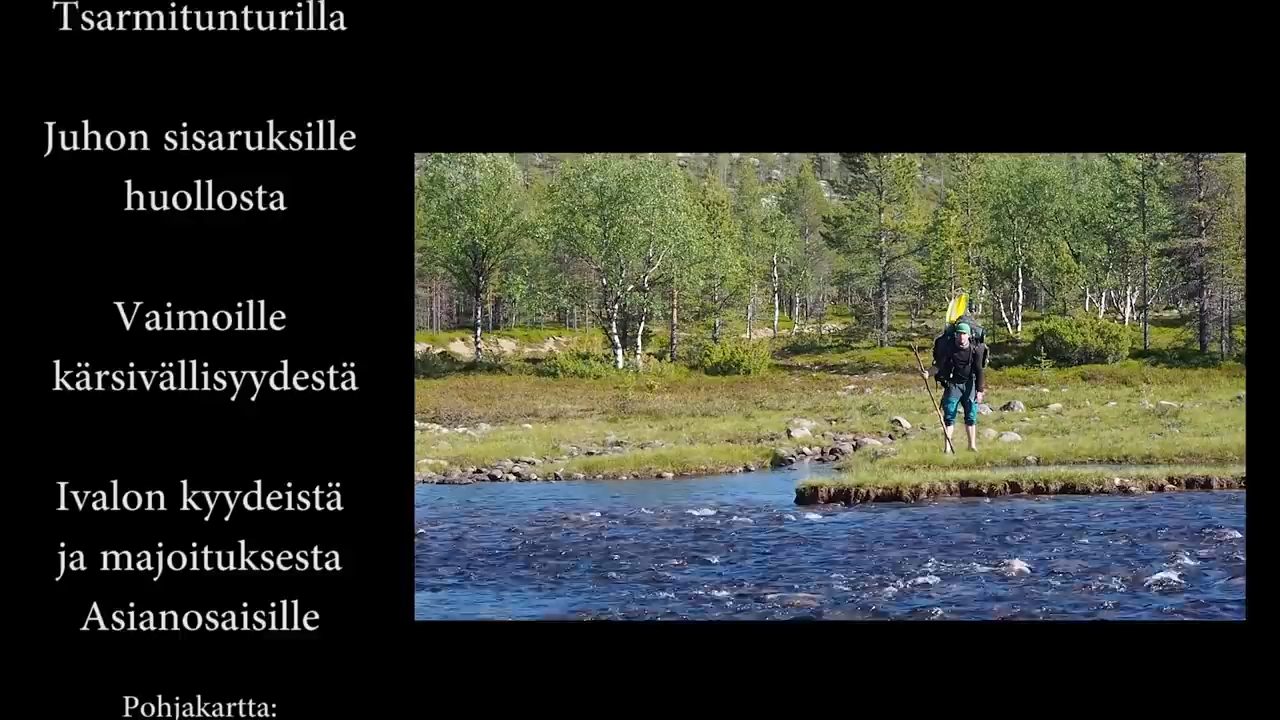 Tsarmitunturilla
Juhon sisaruksille
huollosta
Vaimoille
kärsivällisyydestä
Ivalon kyydeistä
ja majoituksesta
Asianosaisille
Pohjakartta: